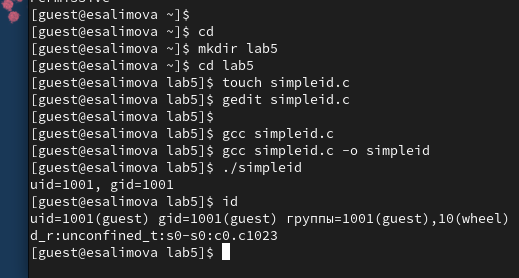 [guest@esalimova ~]$
[guest@esalimova ~]$ cd
[guest@esalimova ~]$ mkdir lab5
[guest@esalimova ~]$ cd lab5
[guest@esalimova lab5]$ touch simpleid.c
[guest@esalimova lab5]$ gedit simpleid.c
[guest@esalimova lab5]$
[guest@esalimova lab5]$ gcc simpleid.c
[guest@esalimova lab5]$ gcc simpleid.c -o simpleid
[guest@esalimova lab5]$ ./simpleid
uid=1001, gid=1001
[guest@esalimova lab5]$ id
uid=1001(guest) gid=1001(guest) группы=1001(guest),10(wheel)
d_r:unconfined_t:s0-s0:c0.c1023
[guest@esalimova lab5]$